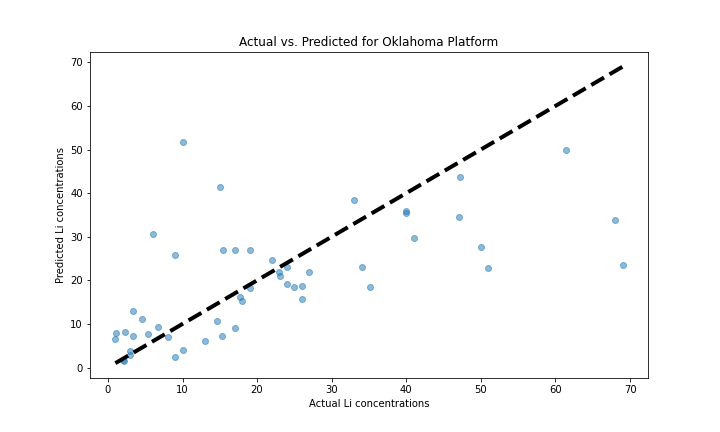 Actual vs. Predicted for Oklahoma Platform
Predicted Li concentrations
70
60
50
40
30
20
10
0
0 10 20 30 40 50 60 70
Actual Li concentrations